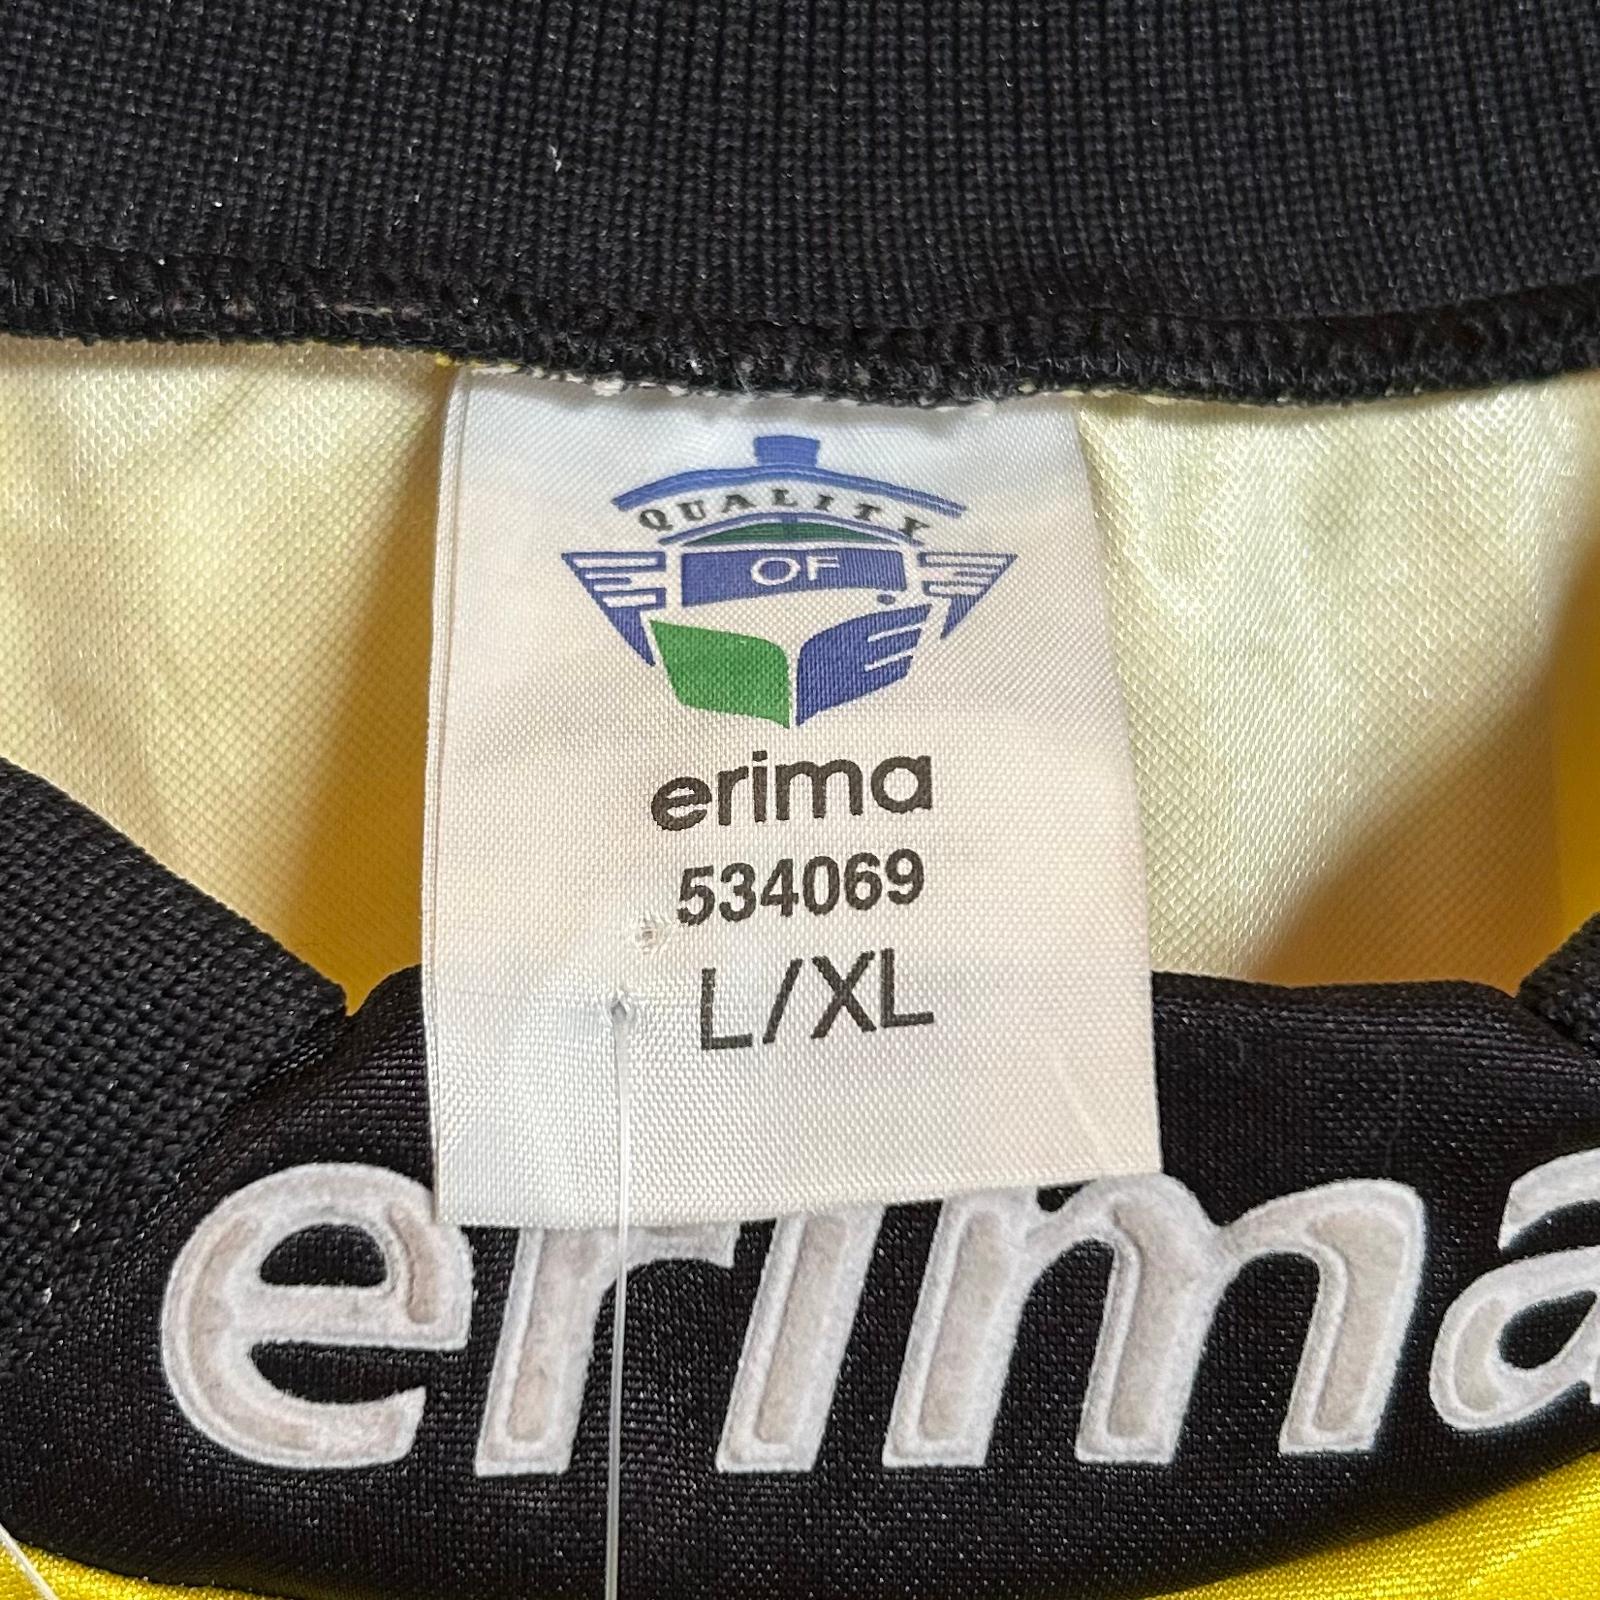 QUALITY
OF
erima
534069
L/XL
erima